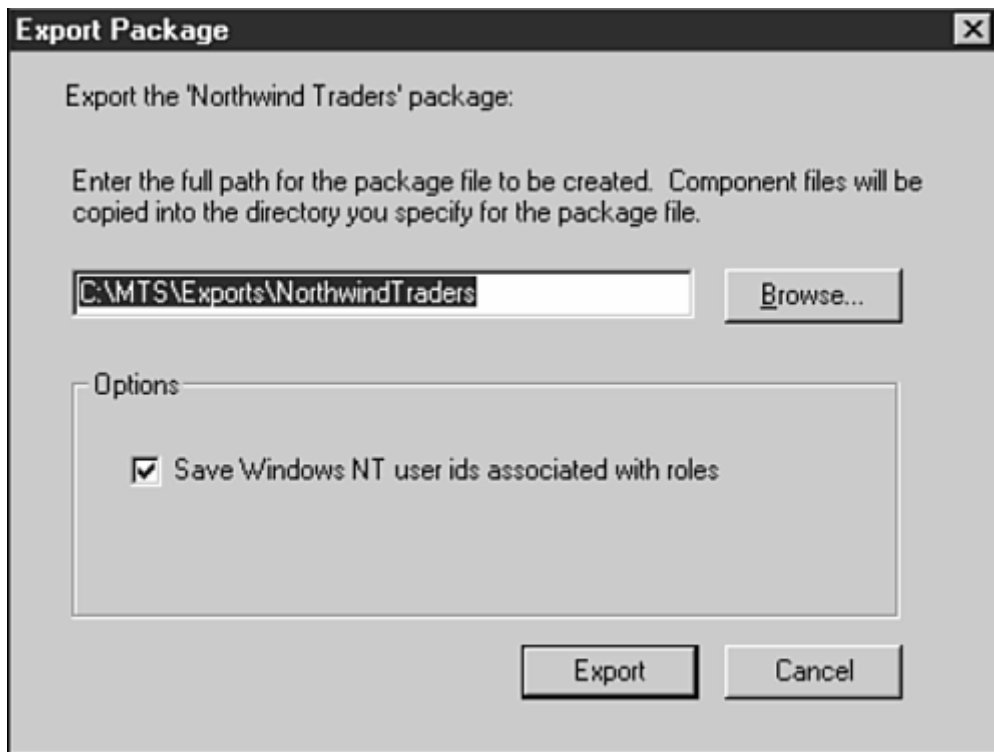 Export Package
Export the 'Northwind Traders' package:
Enter the full path for the package file to be created.  Component files will be
copied into the directory you specify for the package file.
C:\MTS\Exports\NorthwindTraders
Browse...
Options
Save Windows NT user ids associated with roles
Export
Cancel